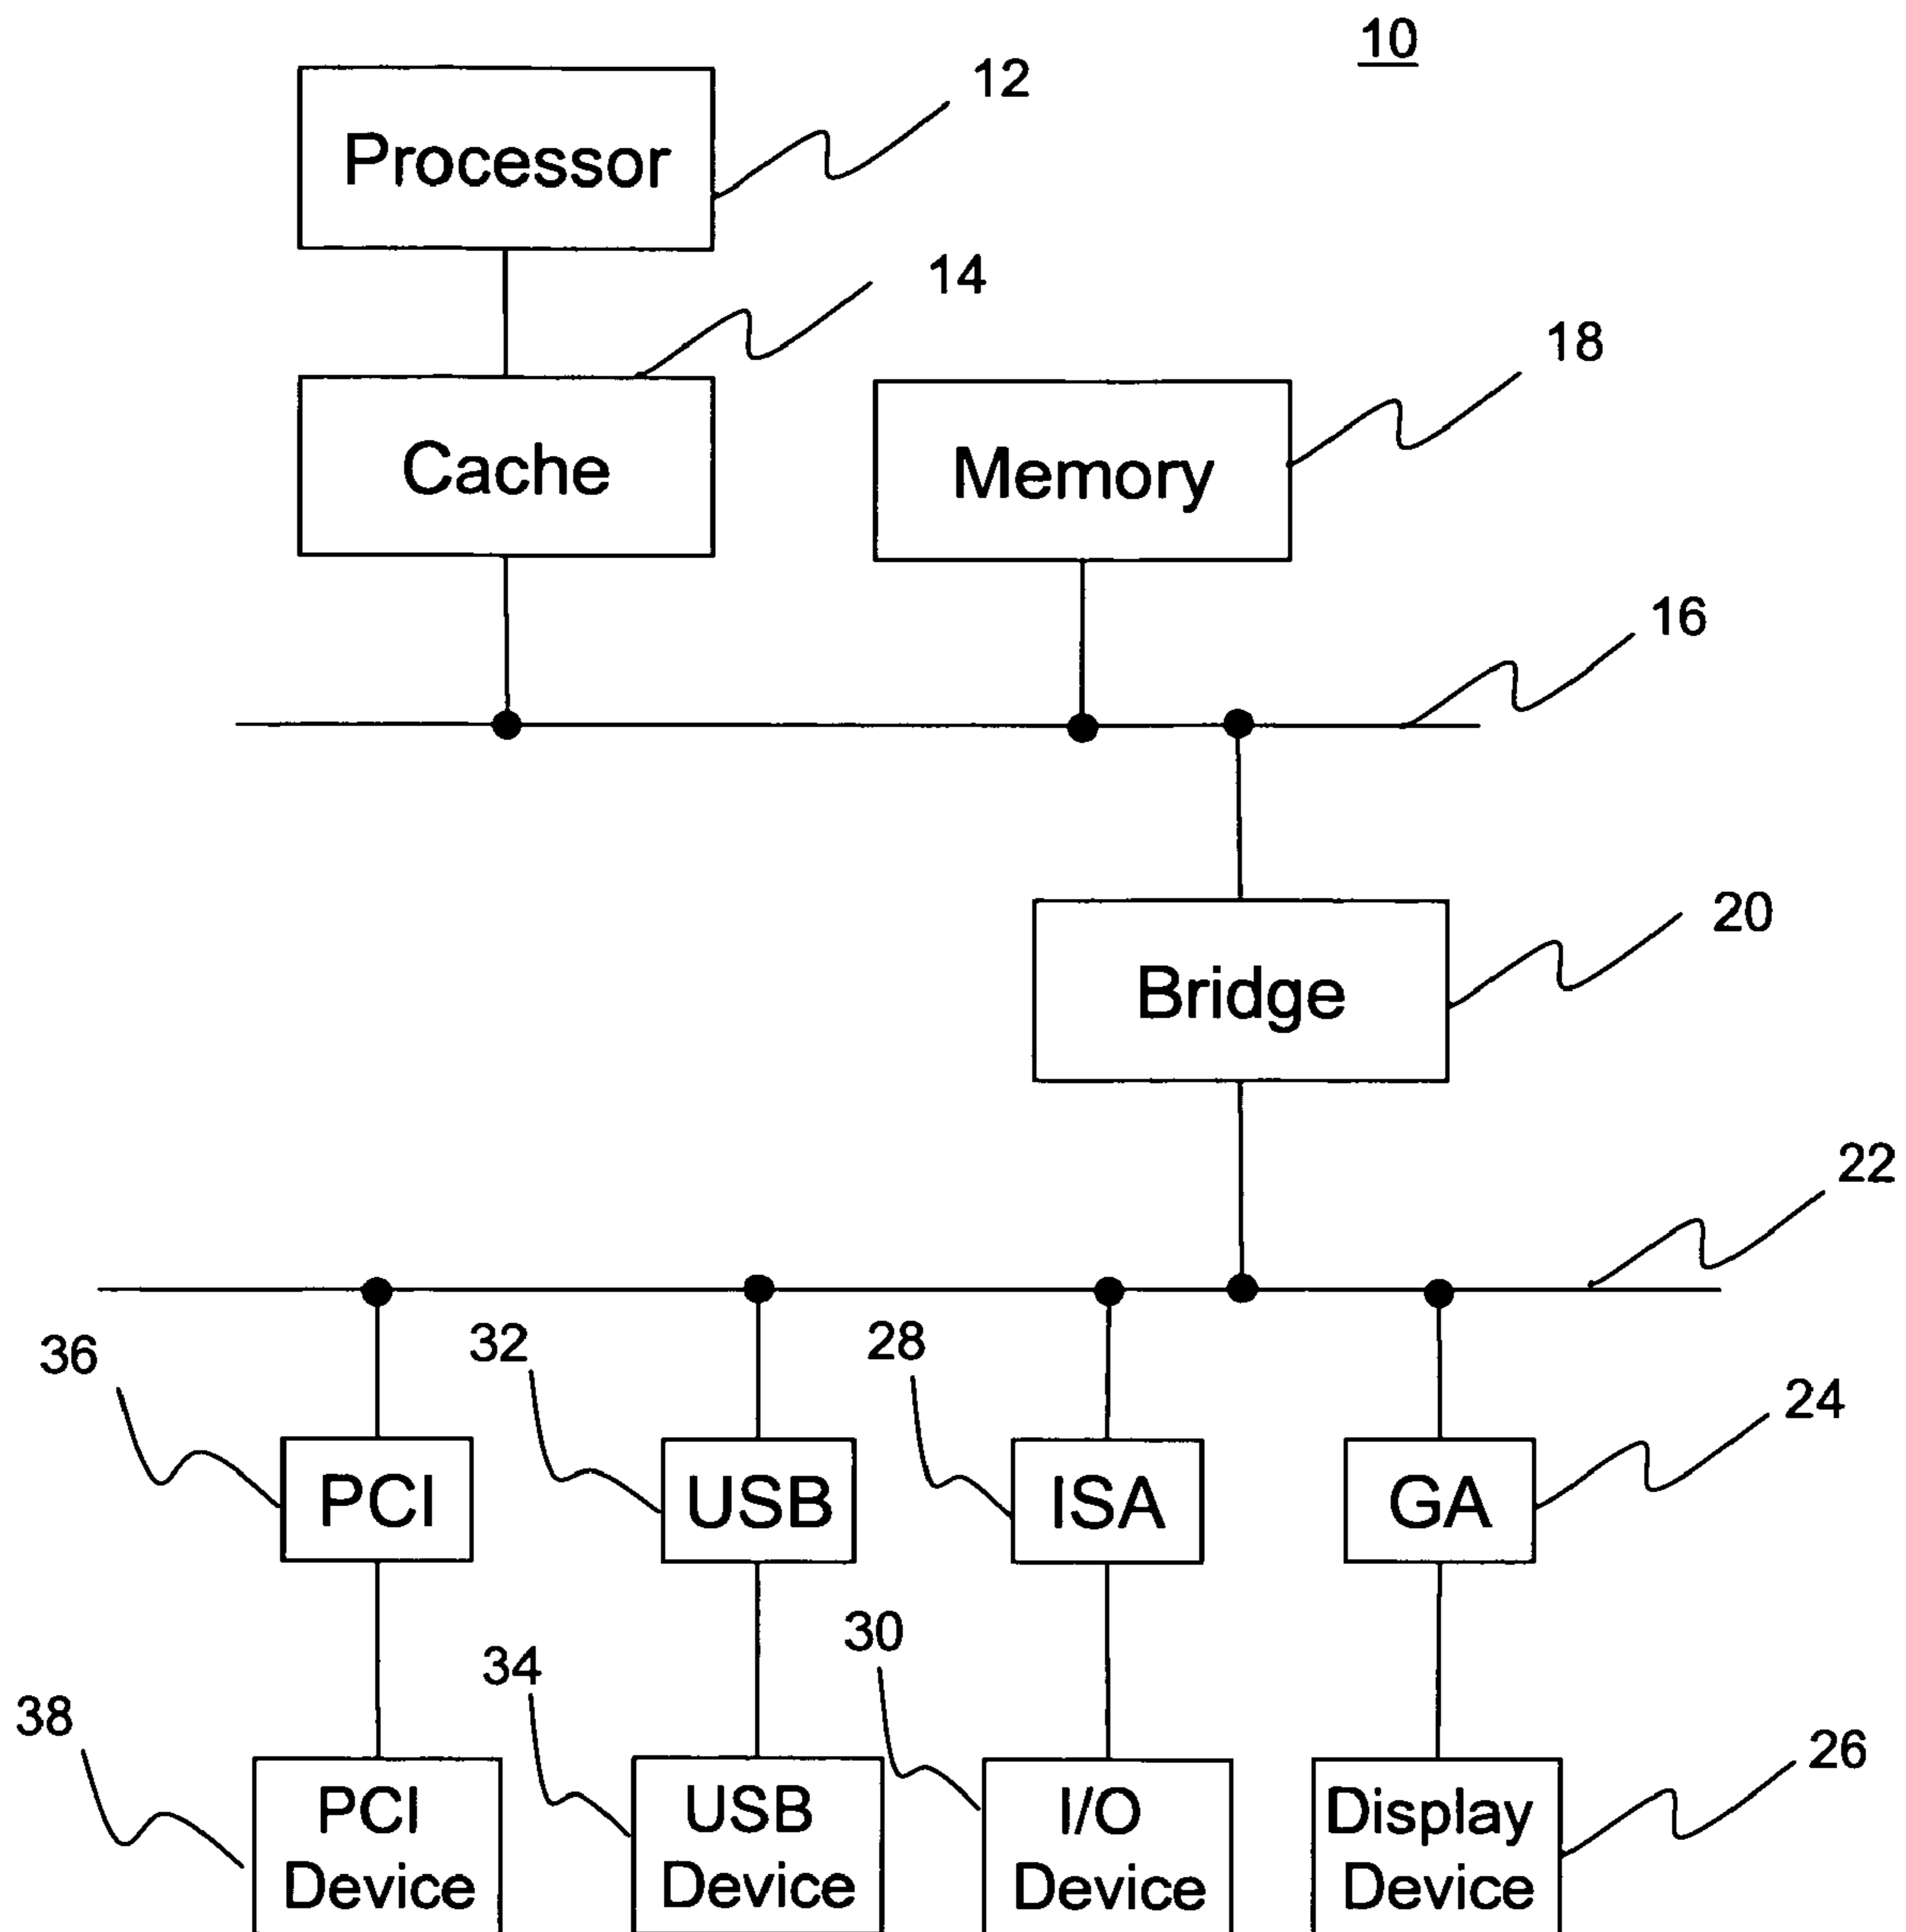 10
12
Processor
14
18
Cache
Memory
16
20
Bridge
22
36
32
28
24
PCI
USB
ISA
GA
30
34
38
26
PCI
Device
USB
Device
I/O
Device
Display
Device